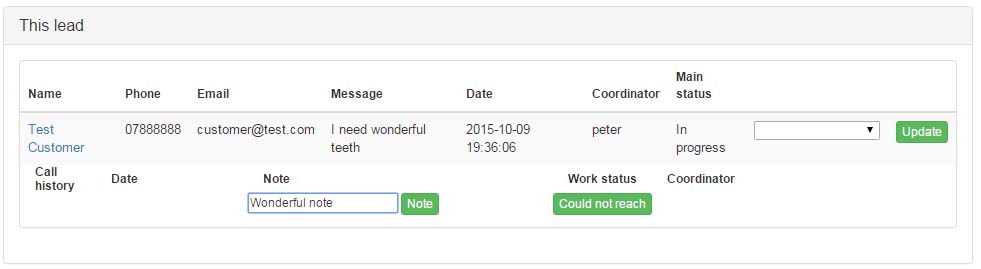 This lead
Name Phone Email Message Date Coordinator Main status
Test Customer 07888888 customer@test.com I need wonderful teeth 2015-10-09 19:36:06 peter In progress Update
Call history Date Note Work status Coordinator
Wonderful note Note Could not reach